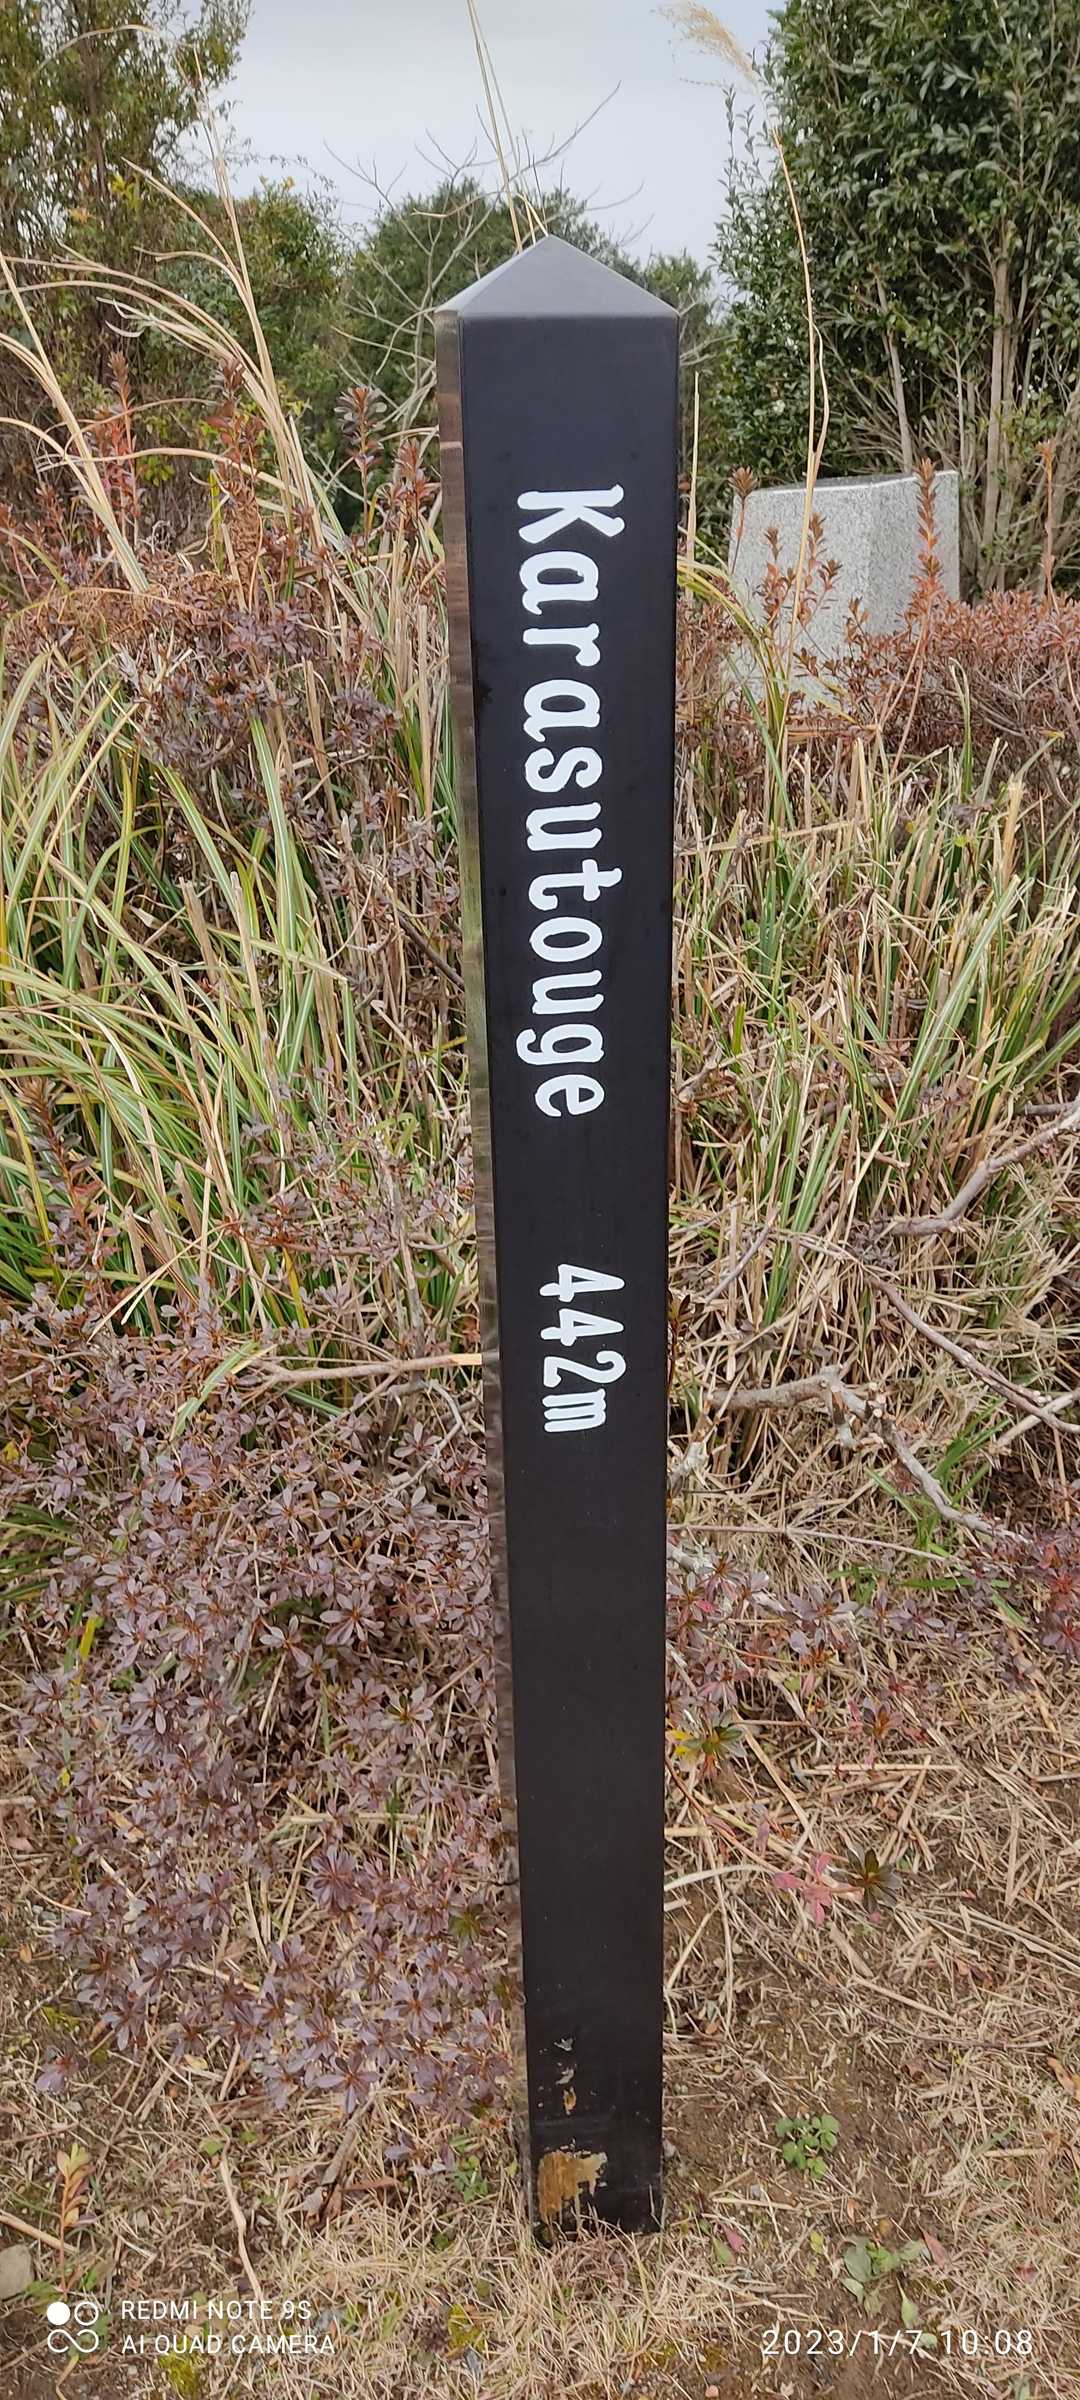 Karasutouge 442m
REDMI NOTE 9S
AI QUAD CAMERA
2023/1/7 10:08